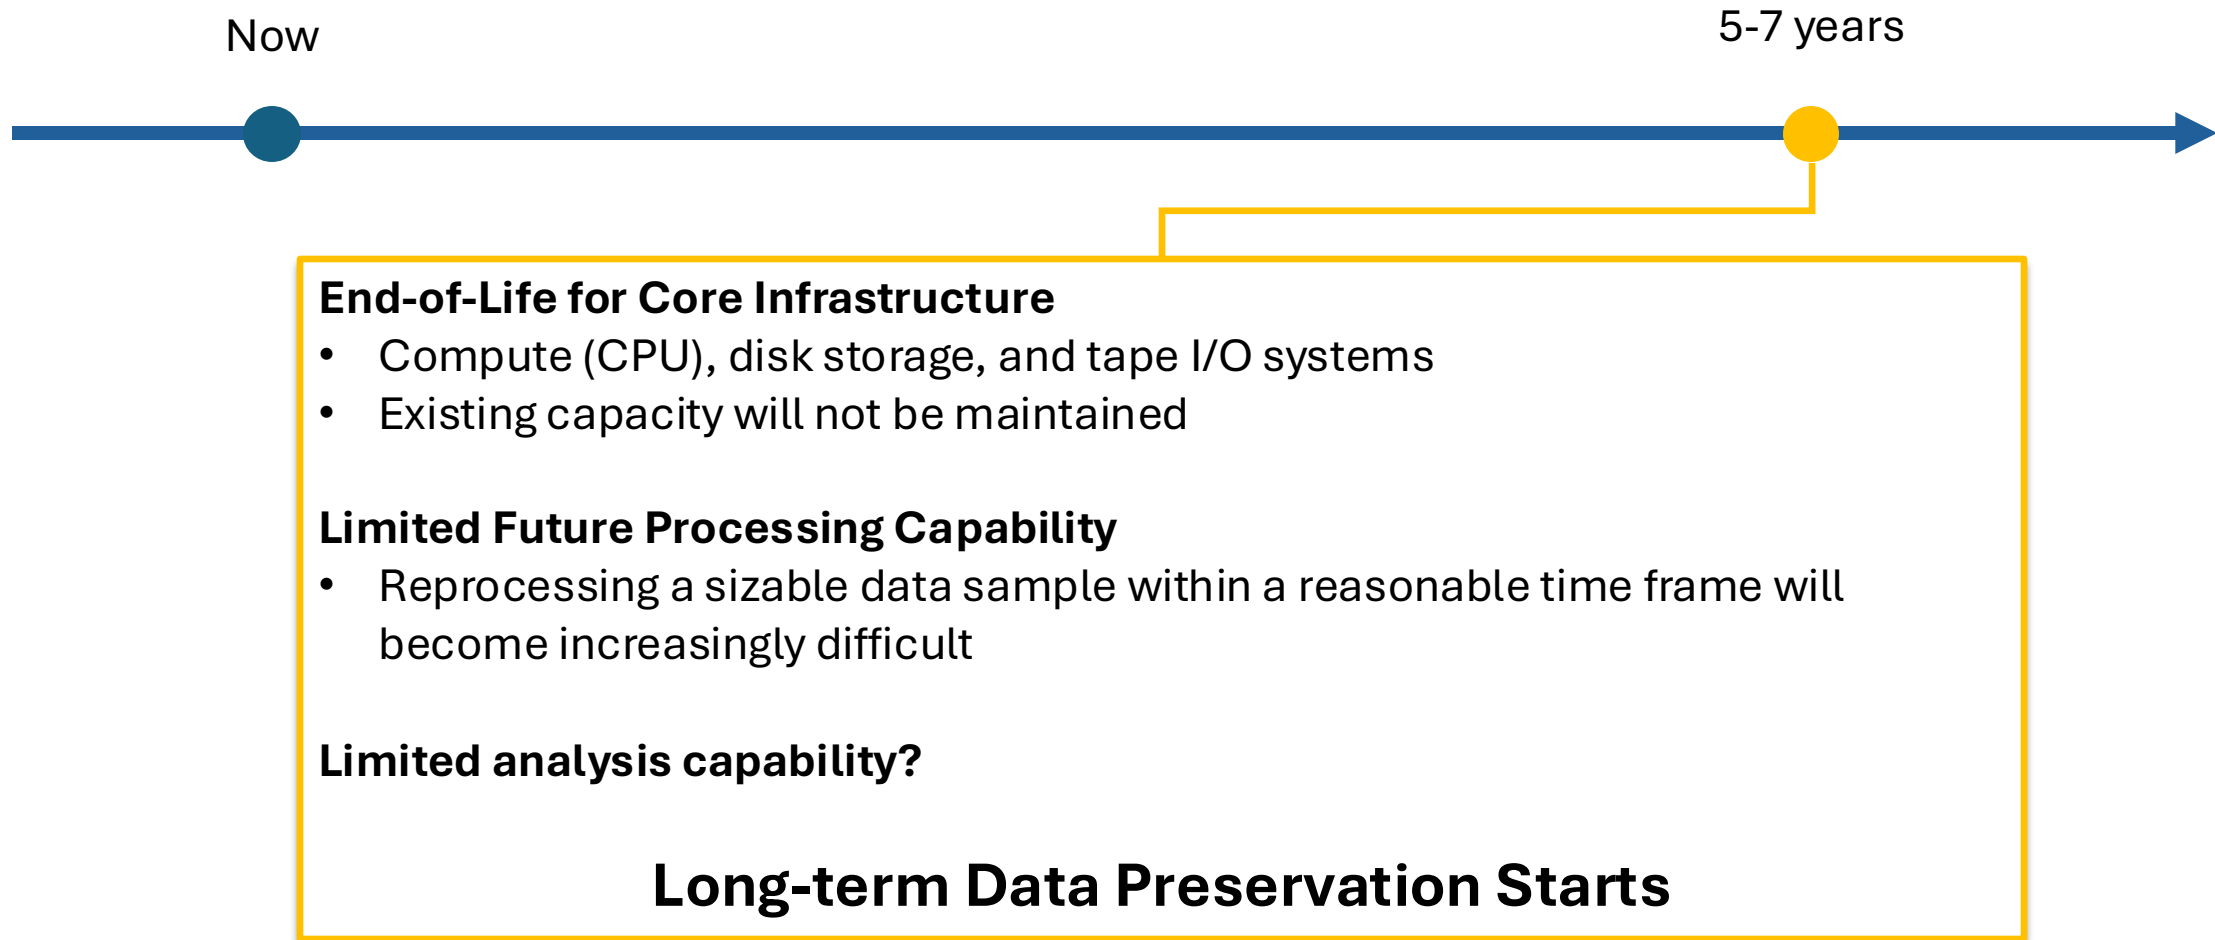 Now
5-7 years
End-of-Life for Core Infrastructure
• Compute (CPU), disk storage, and tape I/O systems
• Existing capacity will not be maintained
Limited Future Processing Capability
• Reprocessing a sizable data sample within a reasonable time frame will
become increasingly difficult
Limited analysis capability?
Long-term Data Preservation Starts